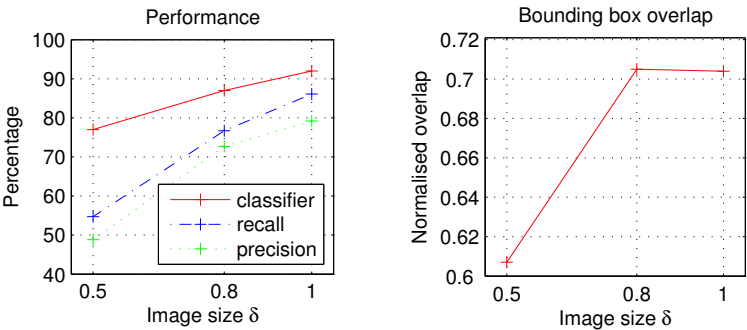 Performance
100
90
80
70
60
50
40
Percentage
classifier
recall
precision
0.5 0.8 1
Image size δ
Bounding box overlap
0.72
0.7
0.68
0.66
0.64
0.62
0.6
Normalised overlap
0.5 0.8 1
Image size δ